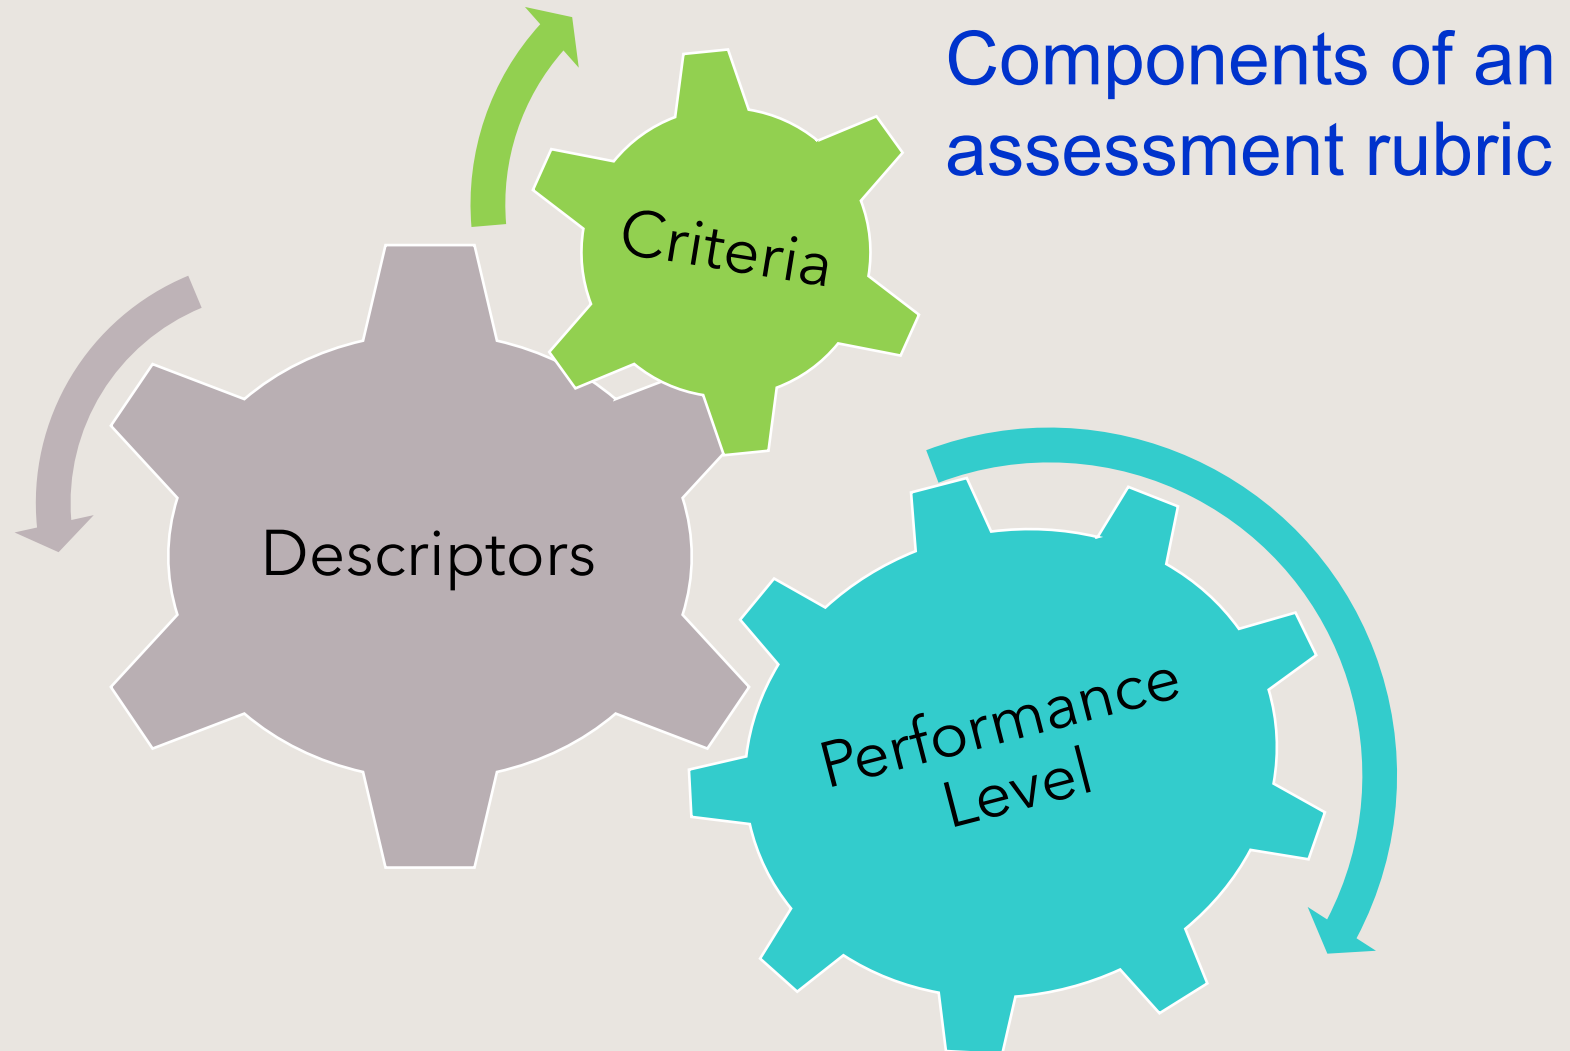 Components of an
assessment rubric
Criteria
Descriptors
Performance
Level